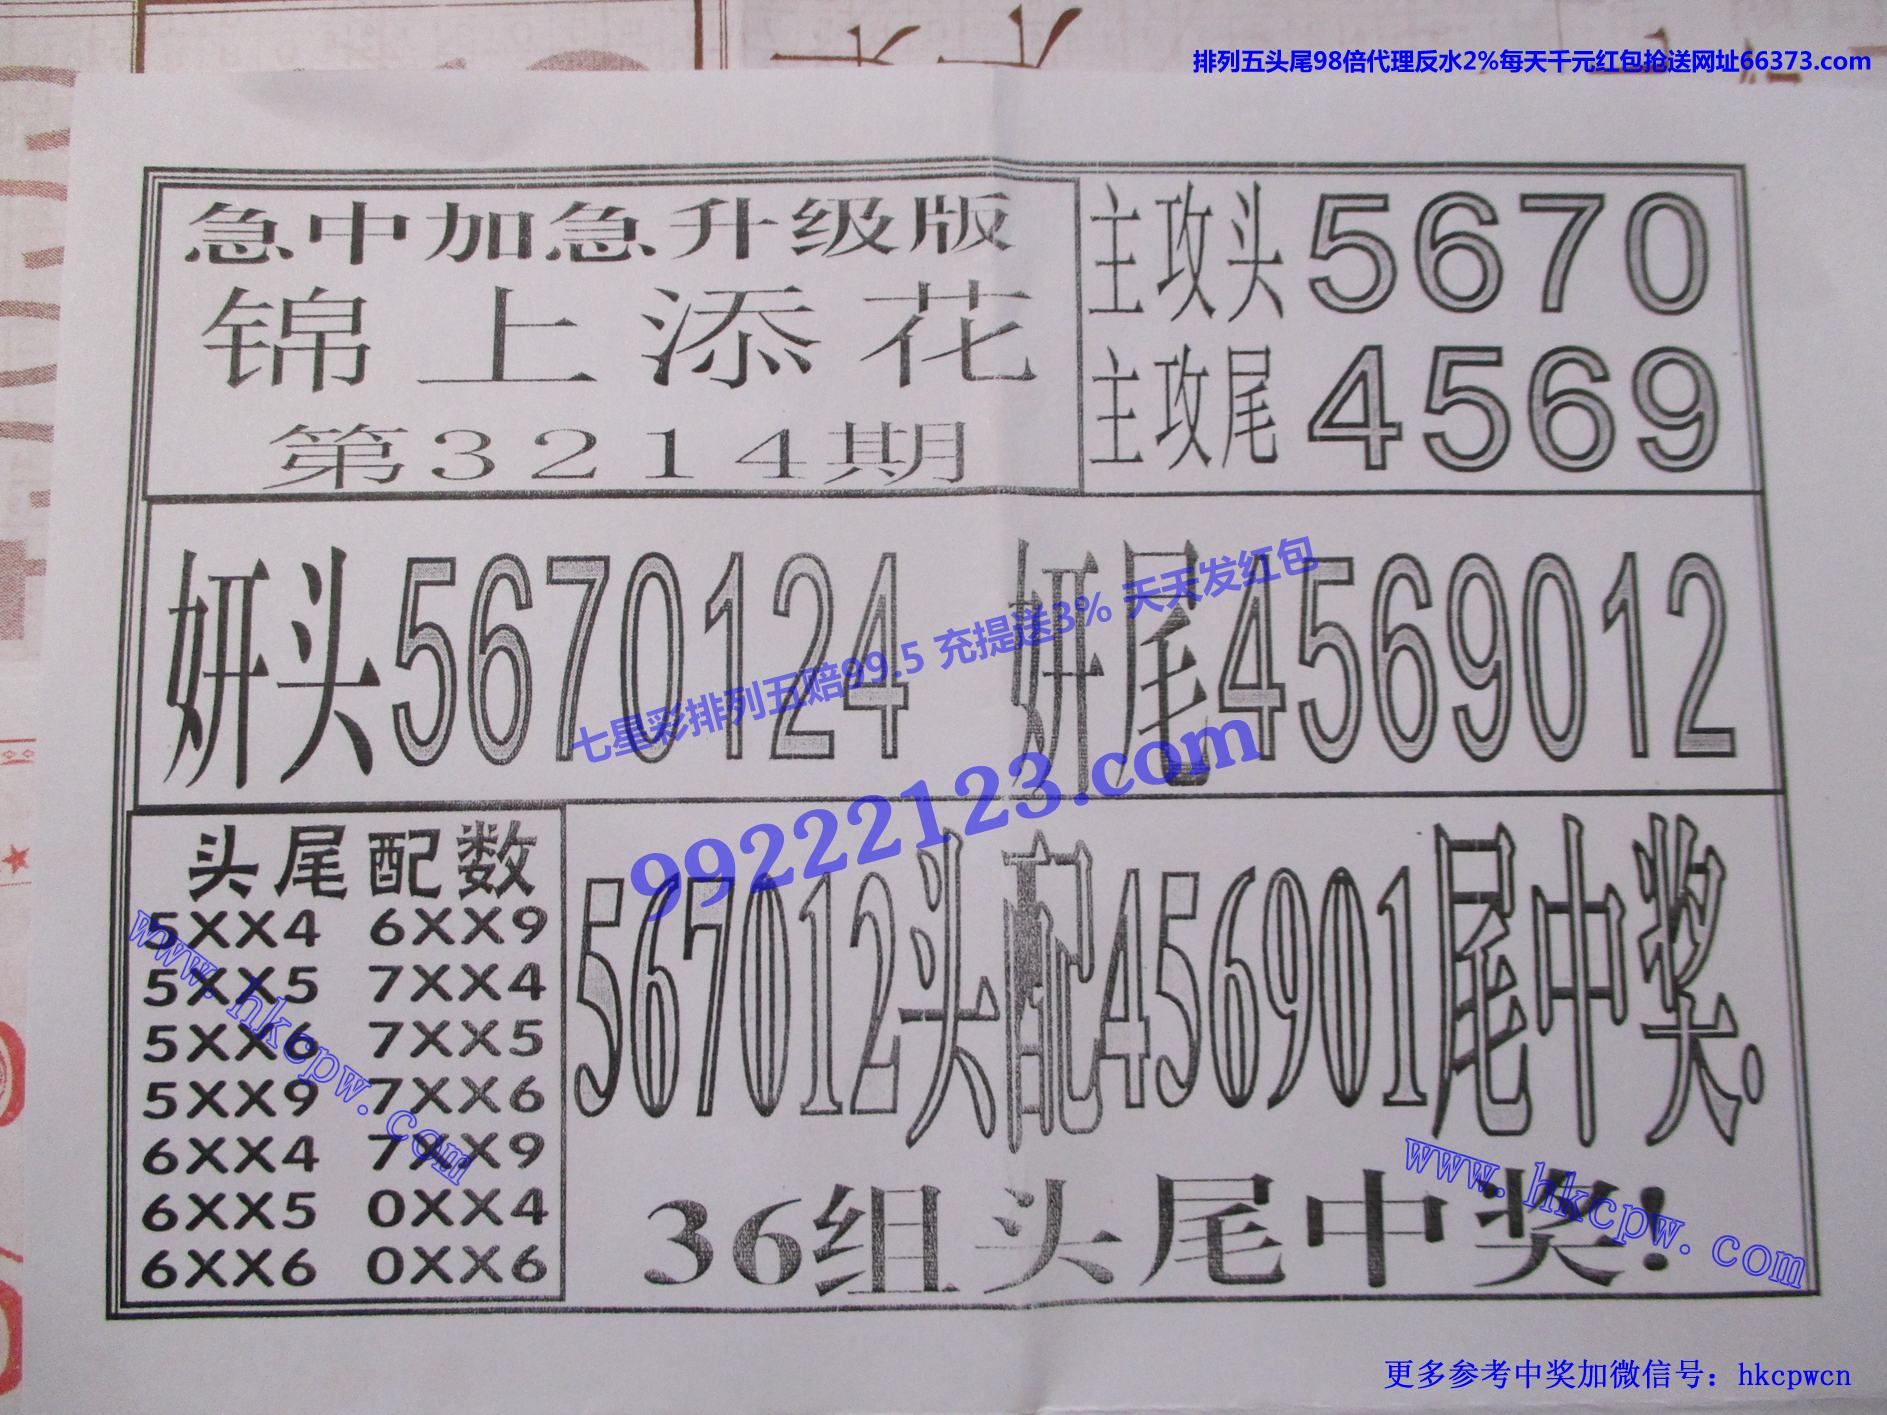 排列五头尾98倍代理反水2%每天千元红包抢送网址66373.com
急中加急升级版
锦上添花
第3214期
主攻头5670
主攻尾4569
妍头5670124 妍尾4569012
七星彩排列五赔99.5 充提送3% 天天发红包
99222123.com
头尾配数
5XX4 6XX9
5XX5 7XX4
5XX6 7XX5
5XX9 7XX6
6XX4 7XX9
6XX5 0XX4
6XX6 0XX6
www.hkcpw.com
567012头配456901尾中奖.
36组头尾中奖!
www.hkcpw.com
更多参考中奖加微信号：hkcpwcn